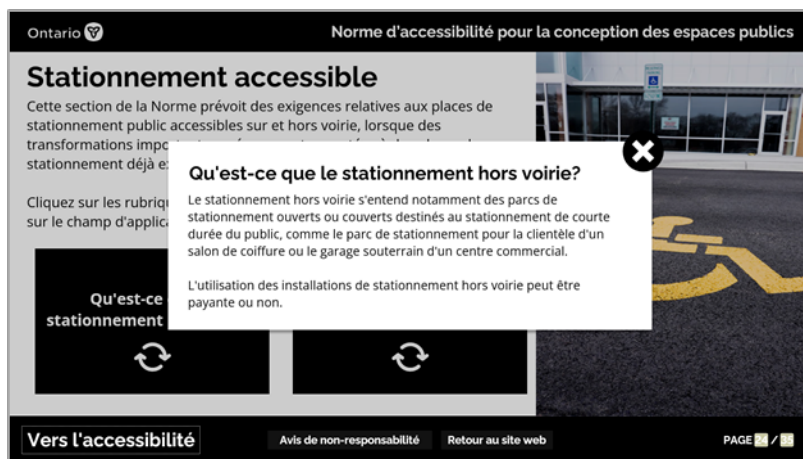 Ontario
Norme d'accessibilité pour la conception des espaces publics
Stationnement accessible
Cette section de la Norme prévoit des exigences relatives aux places de
stationnement public accessibles sur et hors voirie, lorsque des
transformations
stationnement déjà
Cliquez sur les
sur le champ
Qu'est-ce que le stationnement hors voirie?
Le stationnement hors voirie s'entend notamment des parcs de
stationnement ouverts ou couverts destinés au stationnement de courte
durée du public, comme le parc de stationnement pour la clientèle d'un
salon de coiffure ou le garage souterrain d'un centre commercial.
L'utilisation des installations de stationnement hors voirie peut être
payante ou non.
Qu'est-ce
stationnement
Vers l'accessibilité
Avis de non-responsabilité
Retour au site web
PAGE 24 / 35